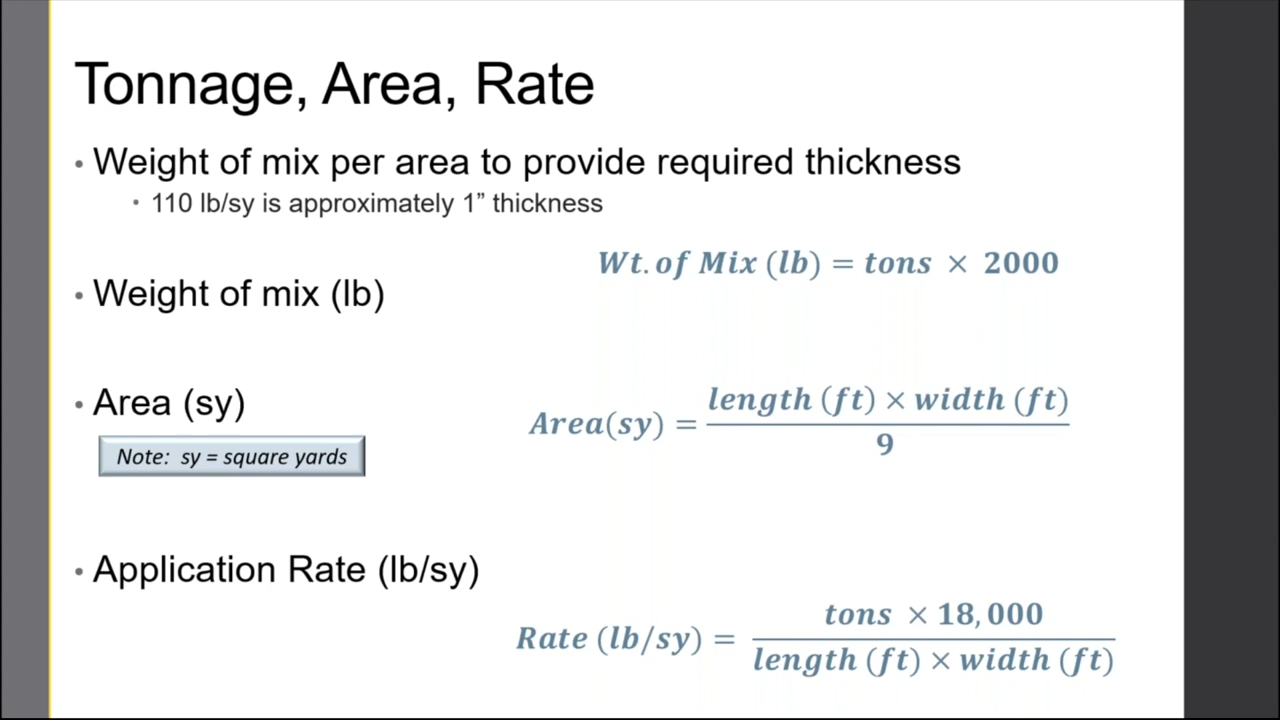 Tonnage, Area, Rate
• Weight of mix per area to provide required thickness
• 110 lb/sy is approximately 1” thickness
Wt. of Mix (lb) = tons × 2000
• Weight of mix (lb)
• Area (sy)
Area(sy) = length (ft) × width (ft) / 9
Note: sy = square yards
• Application Rate (lb/sy)
Rate (lb/sy) = tons × 18,000 / length (ft) × width (ft)